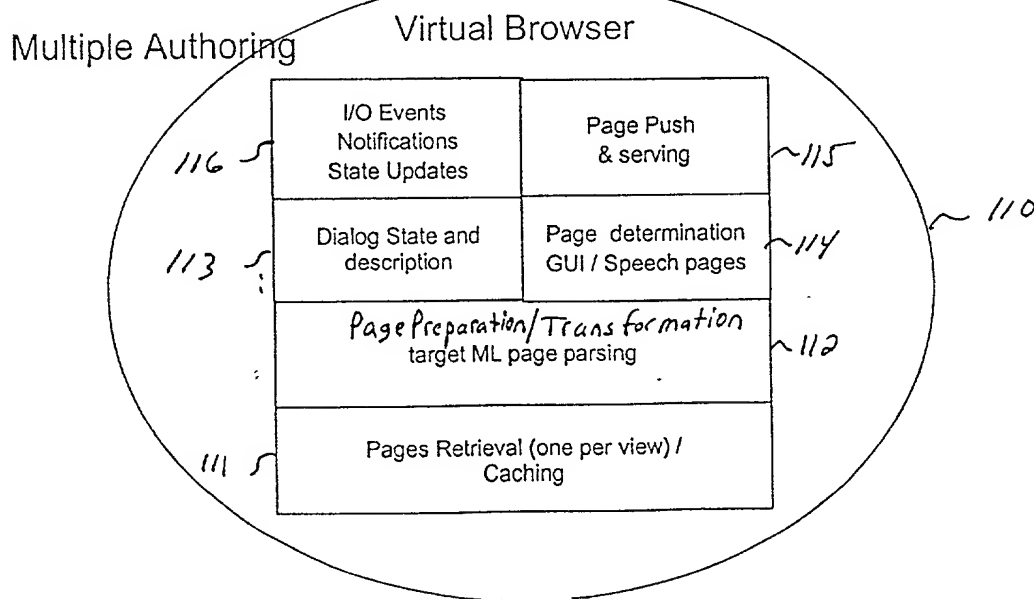 Virtual Browser
Multiple Authoring
I/O Events
Notifications
State Updates
116
Page Push
& serving
115
110
Dialog State and
description
113
Page determination
GUI / Speech pages
114
Page Preparation/Transformation
target ML page parsing
112
Pages Retrieval (one per view) /
Caching
111